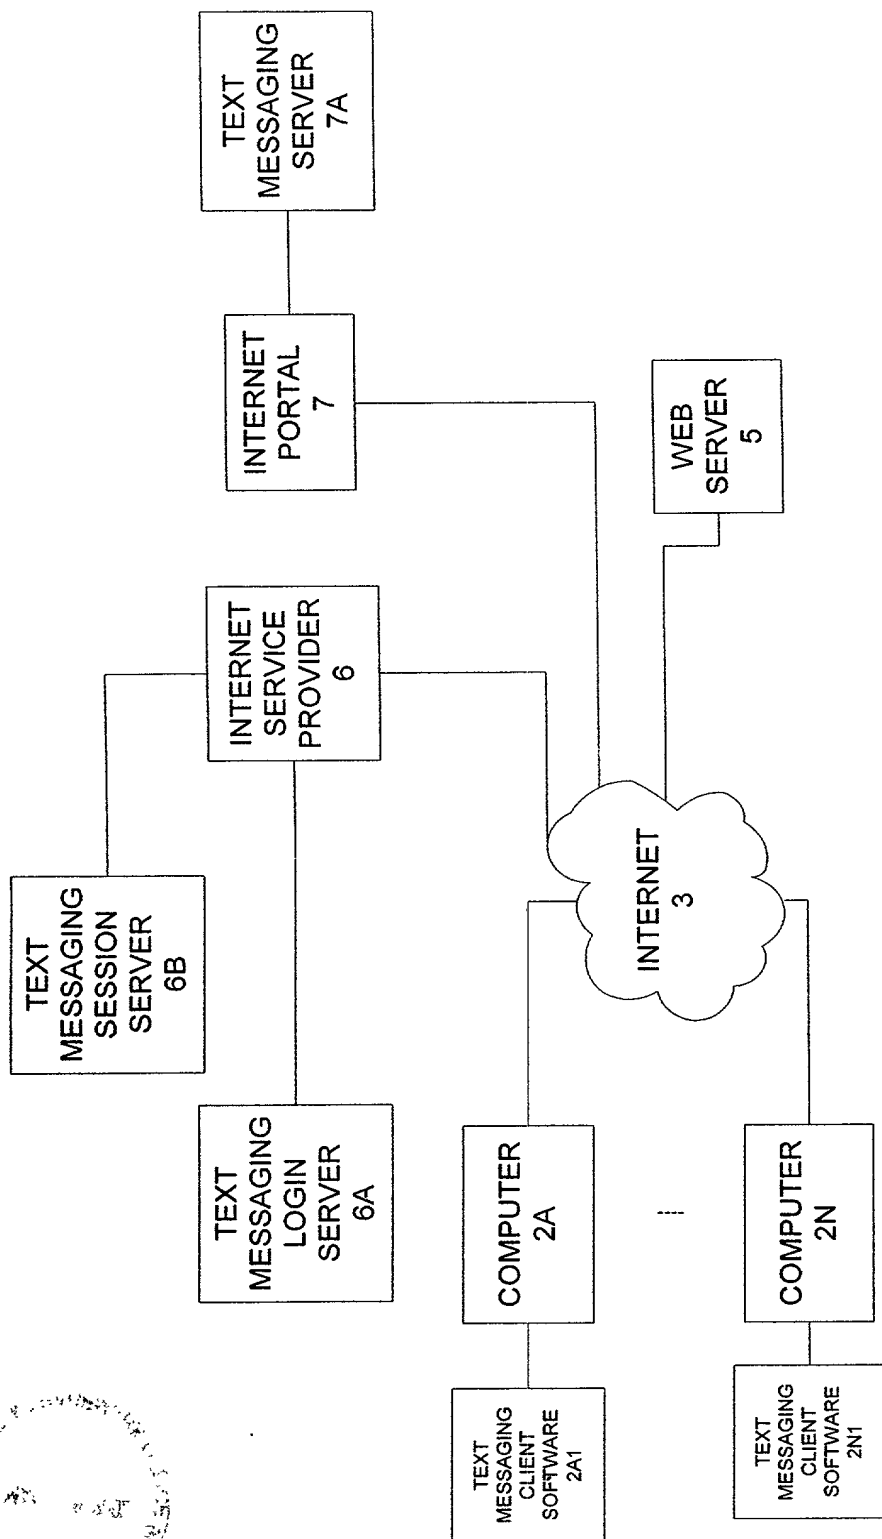 TEXT
MESSAGING
SESSION
SERVER
6B
TEXT
MESSAGING
LOGIN
SERVER
6A
INTERNET
SERVICE
PROVIDER
6
INTERNET
PORTAL
7
TEXT
MESSAGING
SERVER
7A
TEXT
MESSAGING
CLIENT
SOFTWARE
2A1
COMPUTER
2A
TEXT
MESSAGING
CLIENT
SOFTWARE
2N1
COMPUTER
2N
INTERNET
3
WEB
SERVER
5